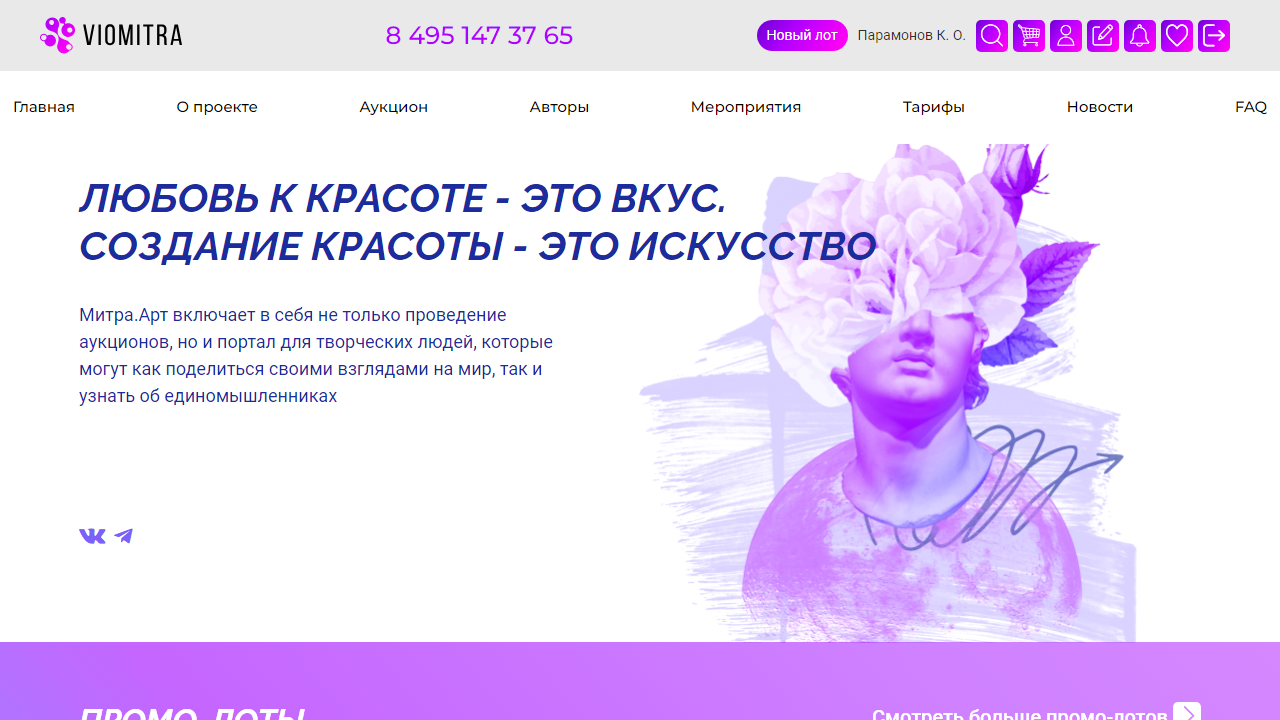 VIOMITRA
8 495 147 37 65
Новый лот
Парамонов К. О.
Главная
О проекте
Аукцион
Авторы
Мероприятия
Тарифы
Новости
FAQ
ЛЮБОВЬ К КРАСОТЕ - ЭТО ВКУС.
СОЗДАНИЕ КРАСОТЫ - ЭТО ИСКУССТВО
Митра.Арт включает в себя не только проведение
аукционов, но и портал для творческих людей, которые
могут как поделиться своими взглядами на мир, так и
узнать об единомышленниках
ПРОМО-ЛОТЫ
Смотреть больше промо-лотов